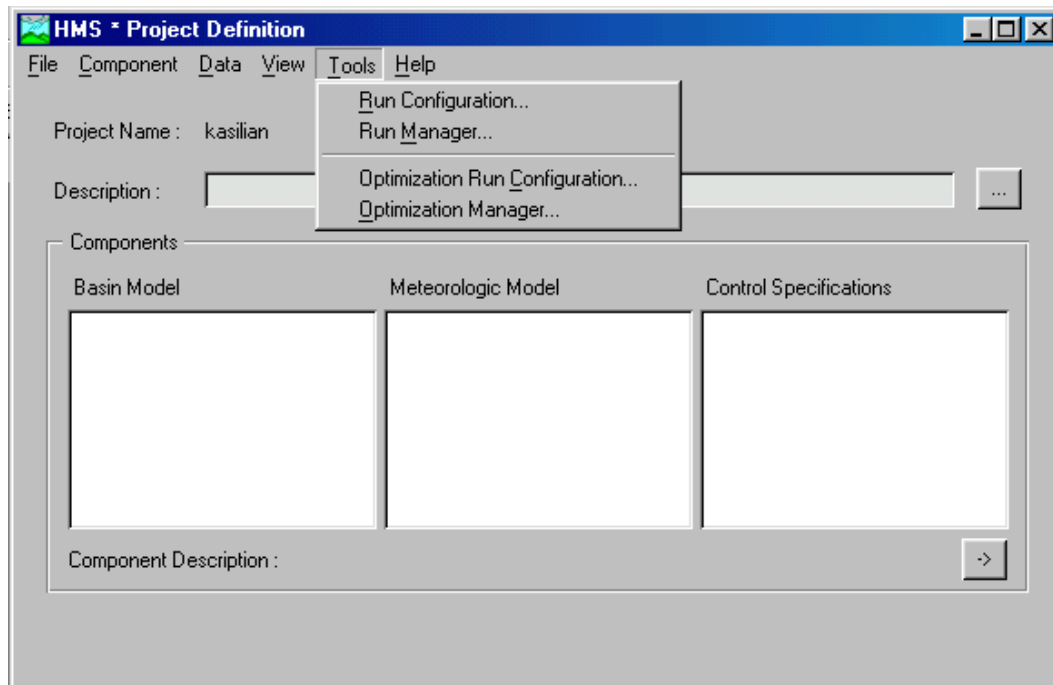 HMS * Project Definition
File Component Data View Tools Help
Run Configuration...
Run Manager...
Optimization Run Configuration...
Optimization Manager...
Project Name : kasilian
Description :
...
Components
Basin Model
Meteorologic Model
Control Specifications
Component Description :
->